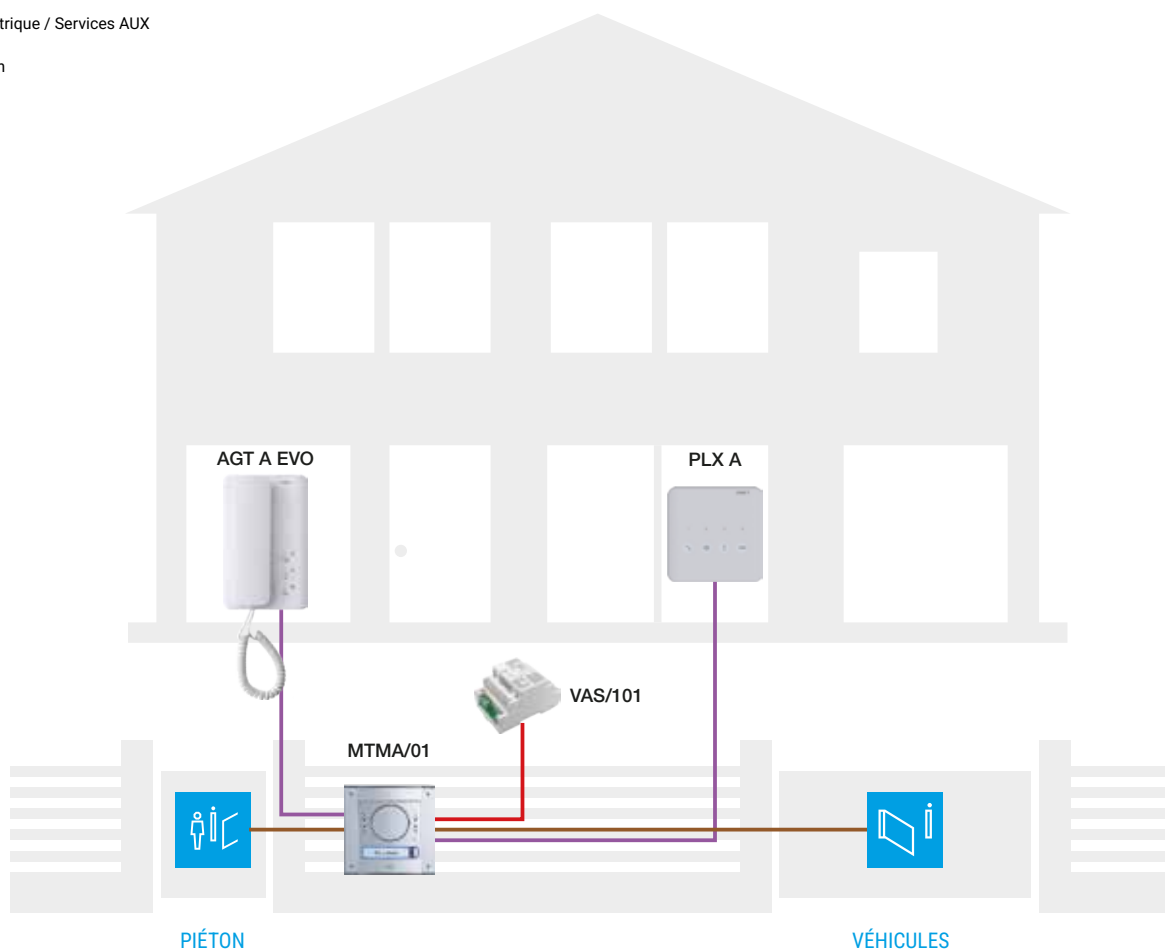 trique / Services AUX
n
AGT A EVO
PLX A
VAS/101
MTMA/01
PIÉTON
VÉHICULES